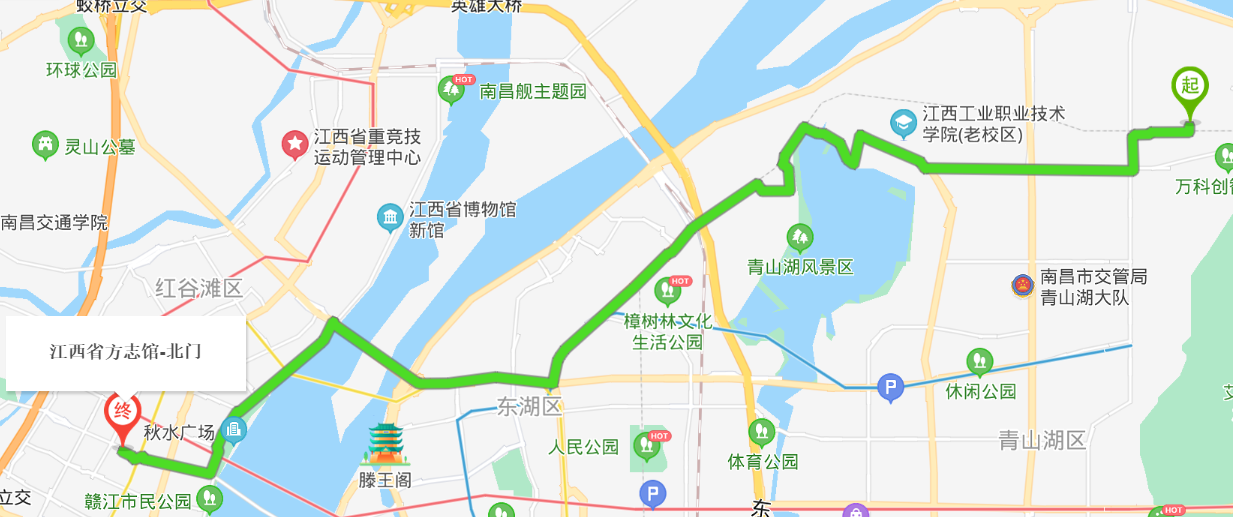 蛟桥立交
英雄大桥
环球公园
HOT
南昌舰主题园
起
江西工业职业技术
学院(老校区)
江西省重竞技
运动管理中心
灵山公墓
万科创智
江西省博物馆
新馆
南昌交通学院
青山湖风景区
南昌市交管局
青山湖大队
红谷滩区
HOT
樟树林文化
生活公园
江西省方志馆-北门
P
休闲公园
终
东湖区
秋水广场
人民公园
HOT
青山湖区
体育公园
滕王阁
立交
赣江市民公园
P
东
HOT